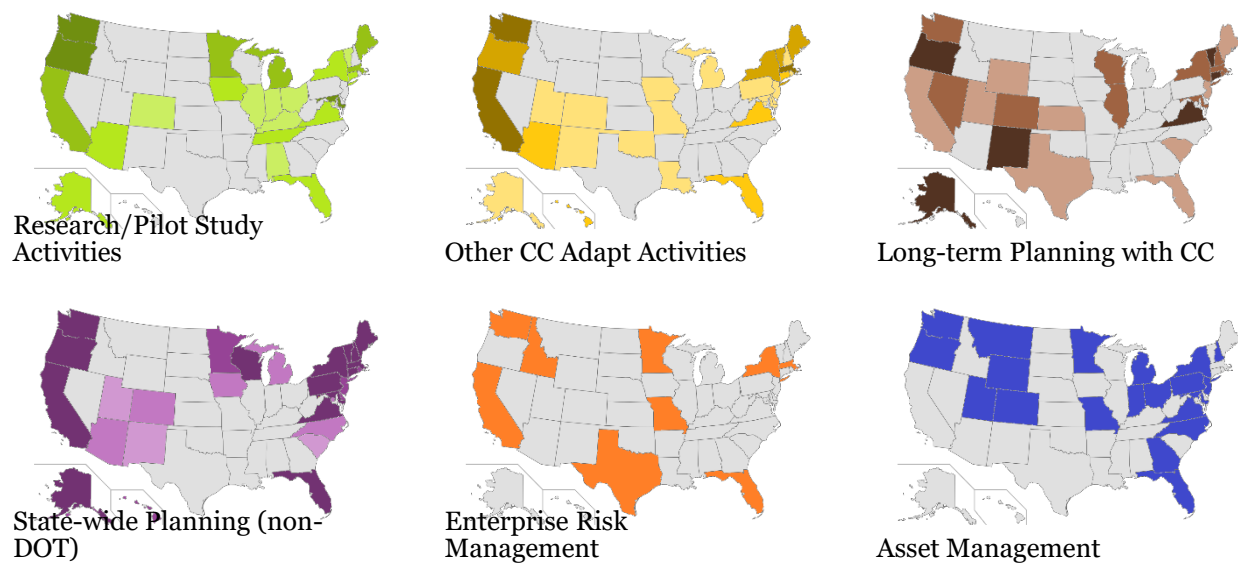 Research/Pilot Study
Activities
Other CC Adapt Activities
Long-term Planning with CC
State-wide Planning (non-
DOT)
Enterprise Risk
Management
Asset Management